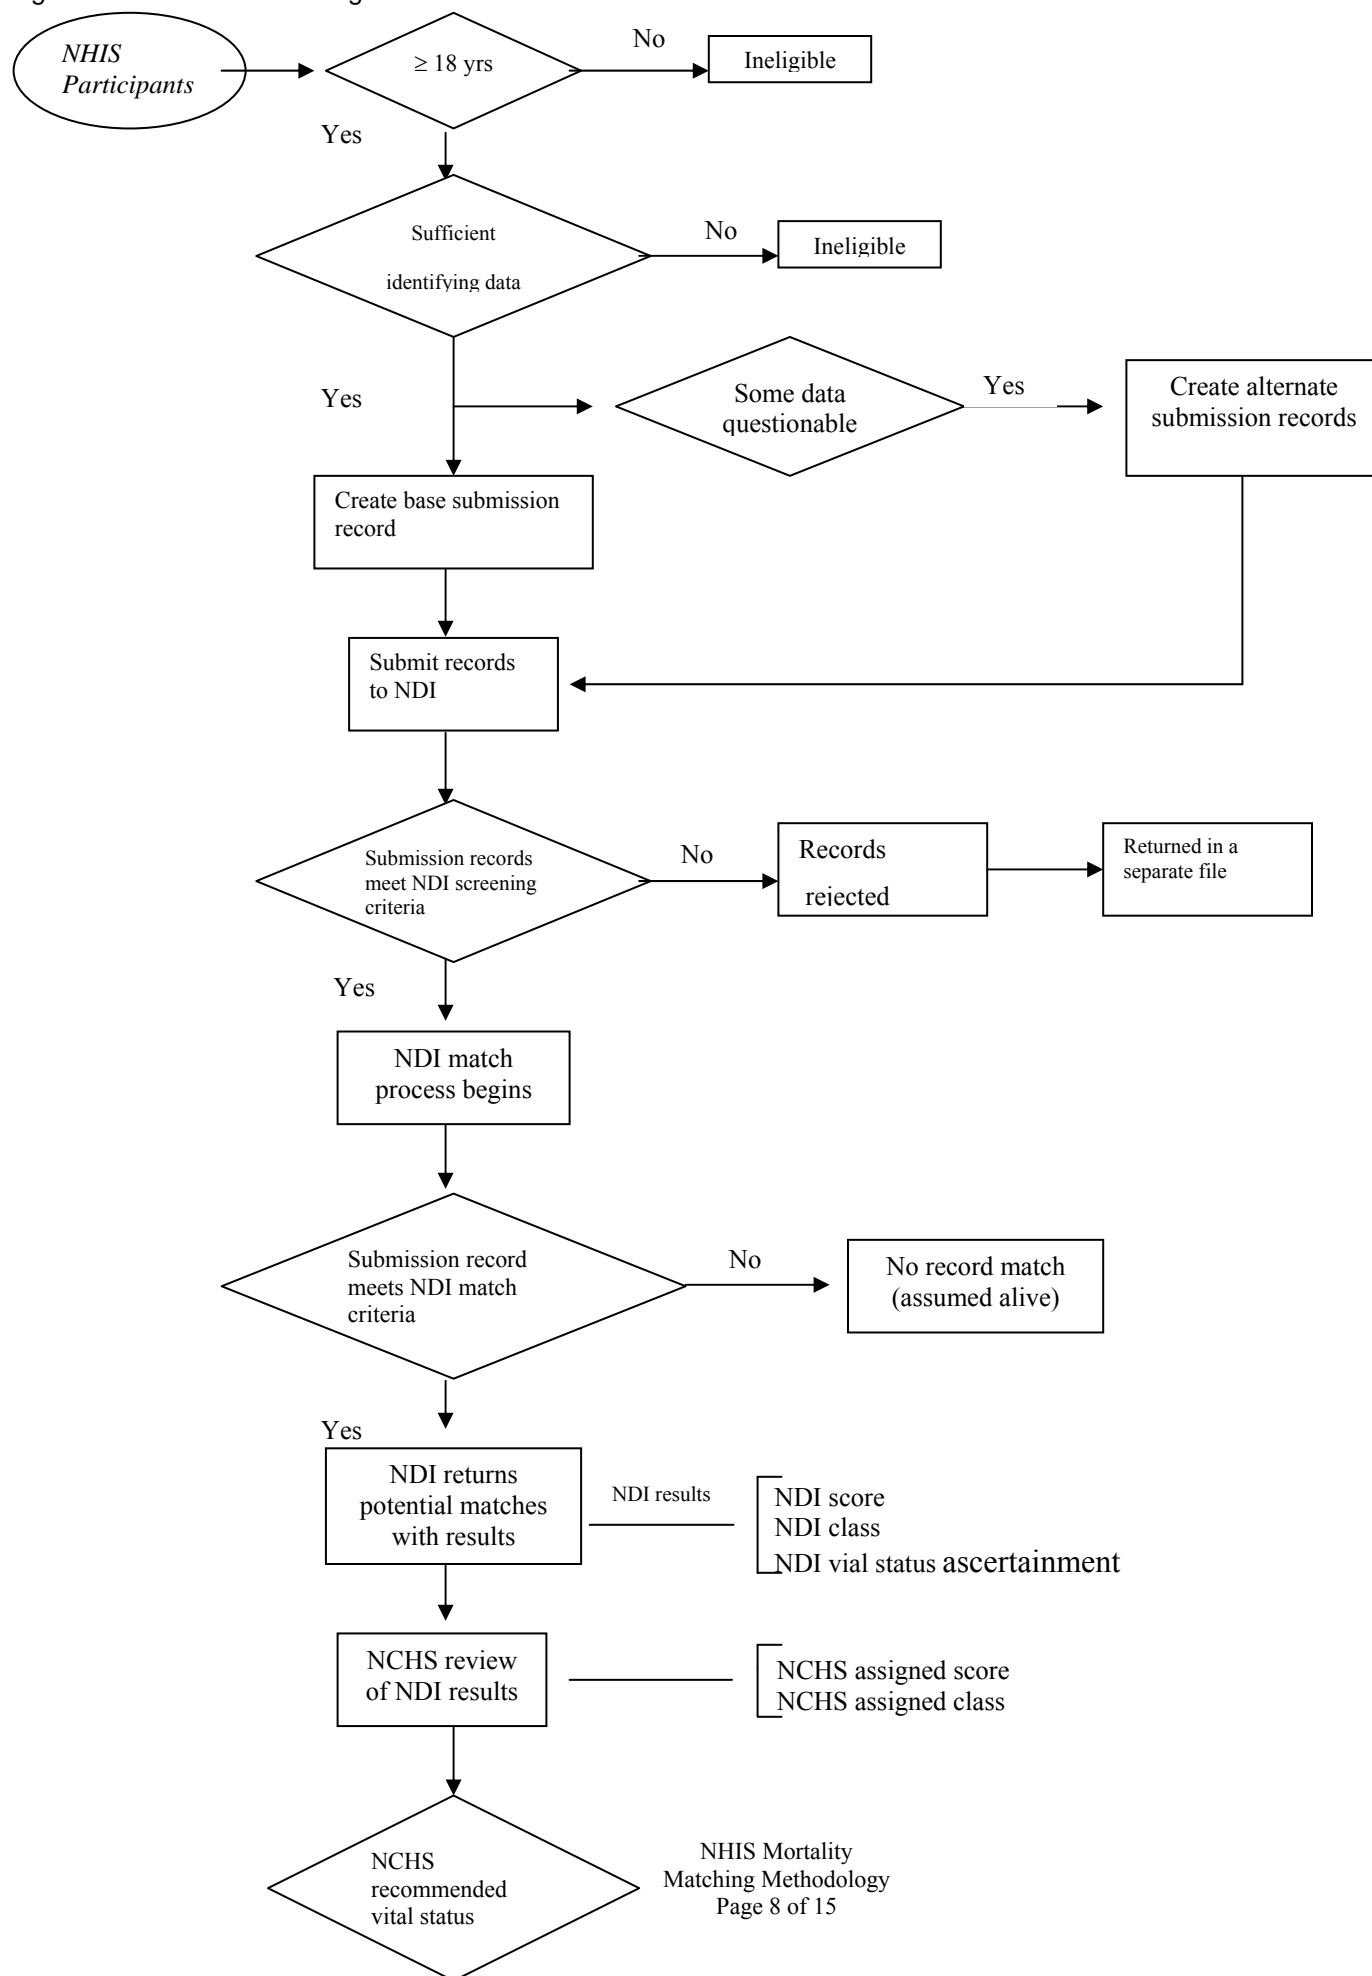 NHIS
Participants
≥ 18 yrs
No
Ineligible
Yes
Sufficient
identifying data
No
Ineligible
Yes
Some data
questionable
Yes
Create alternate
submission records
Create base submission
record
Submit records
to NDI
Submission records
meet NDI screening
criteria
No
Records
rejected
Returned in a
separate file
Yes
NDI match
process begins
Submission record
meets NDI match
criteria
No
No record match
(assumed alive)
Yes
NDI returns
potential matches
with results
NDI results
NDI score
NDI class
NDI vial status ascertainment
NCHS review
of NDI results
NCHS assigned score
NCHS assigned class
NCHS
recommended
vital status
NHIS Mortality
Matching Methodology
Page 8 of 15